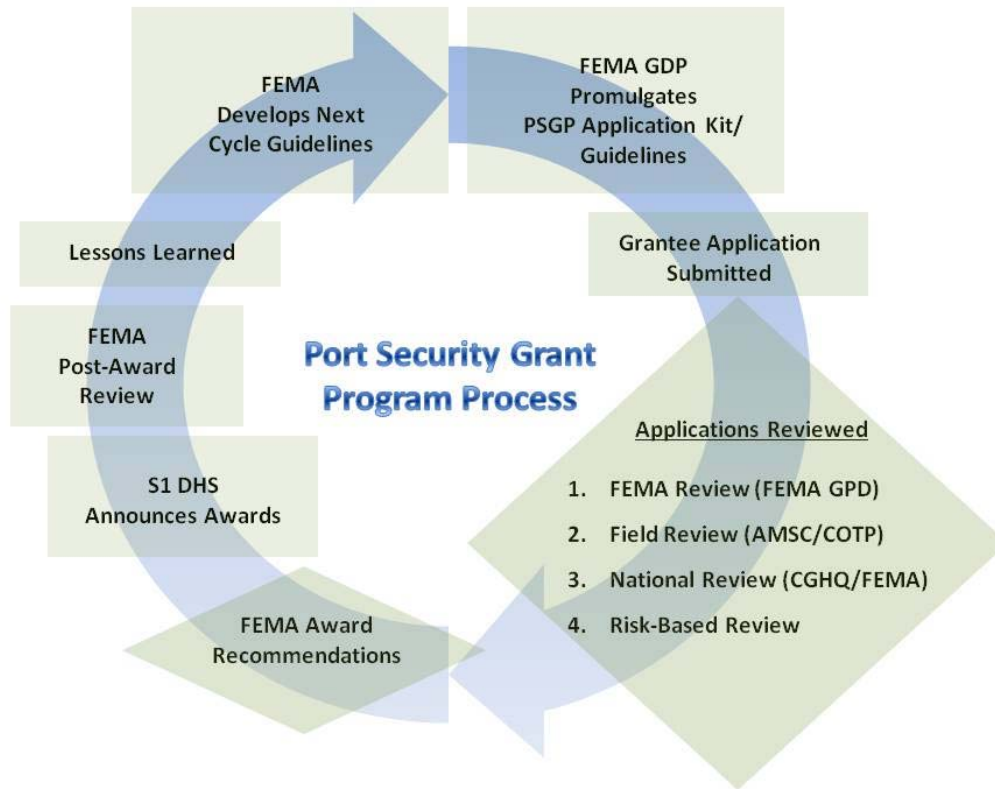 FEMA
Develops Next
Cycle Guidelines
FEMA GDP
Promulgates
PSGP Application Kit/
Guidelines
Grantee Application
Submitted
Port Security Grant
Program Process
Applications Reviewed
1. FEMA Review (FEMA GPD)
2. Field Review (AMSC/COTP)
3. National Review (CGHQ/FEMA)
4. Risk-Based Review
FEMA Award
Recommendations
S1 DHS
Announces Awards
FEMA
Post-Award
Review
Lessons Learned